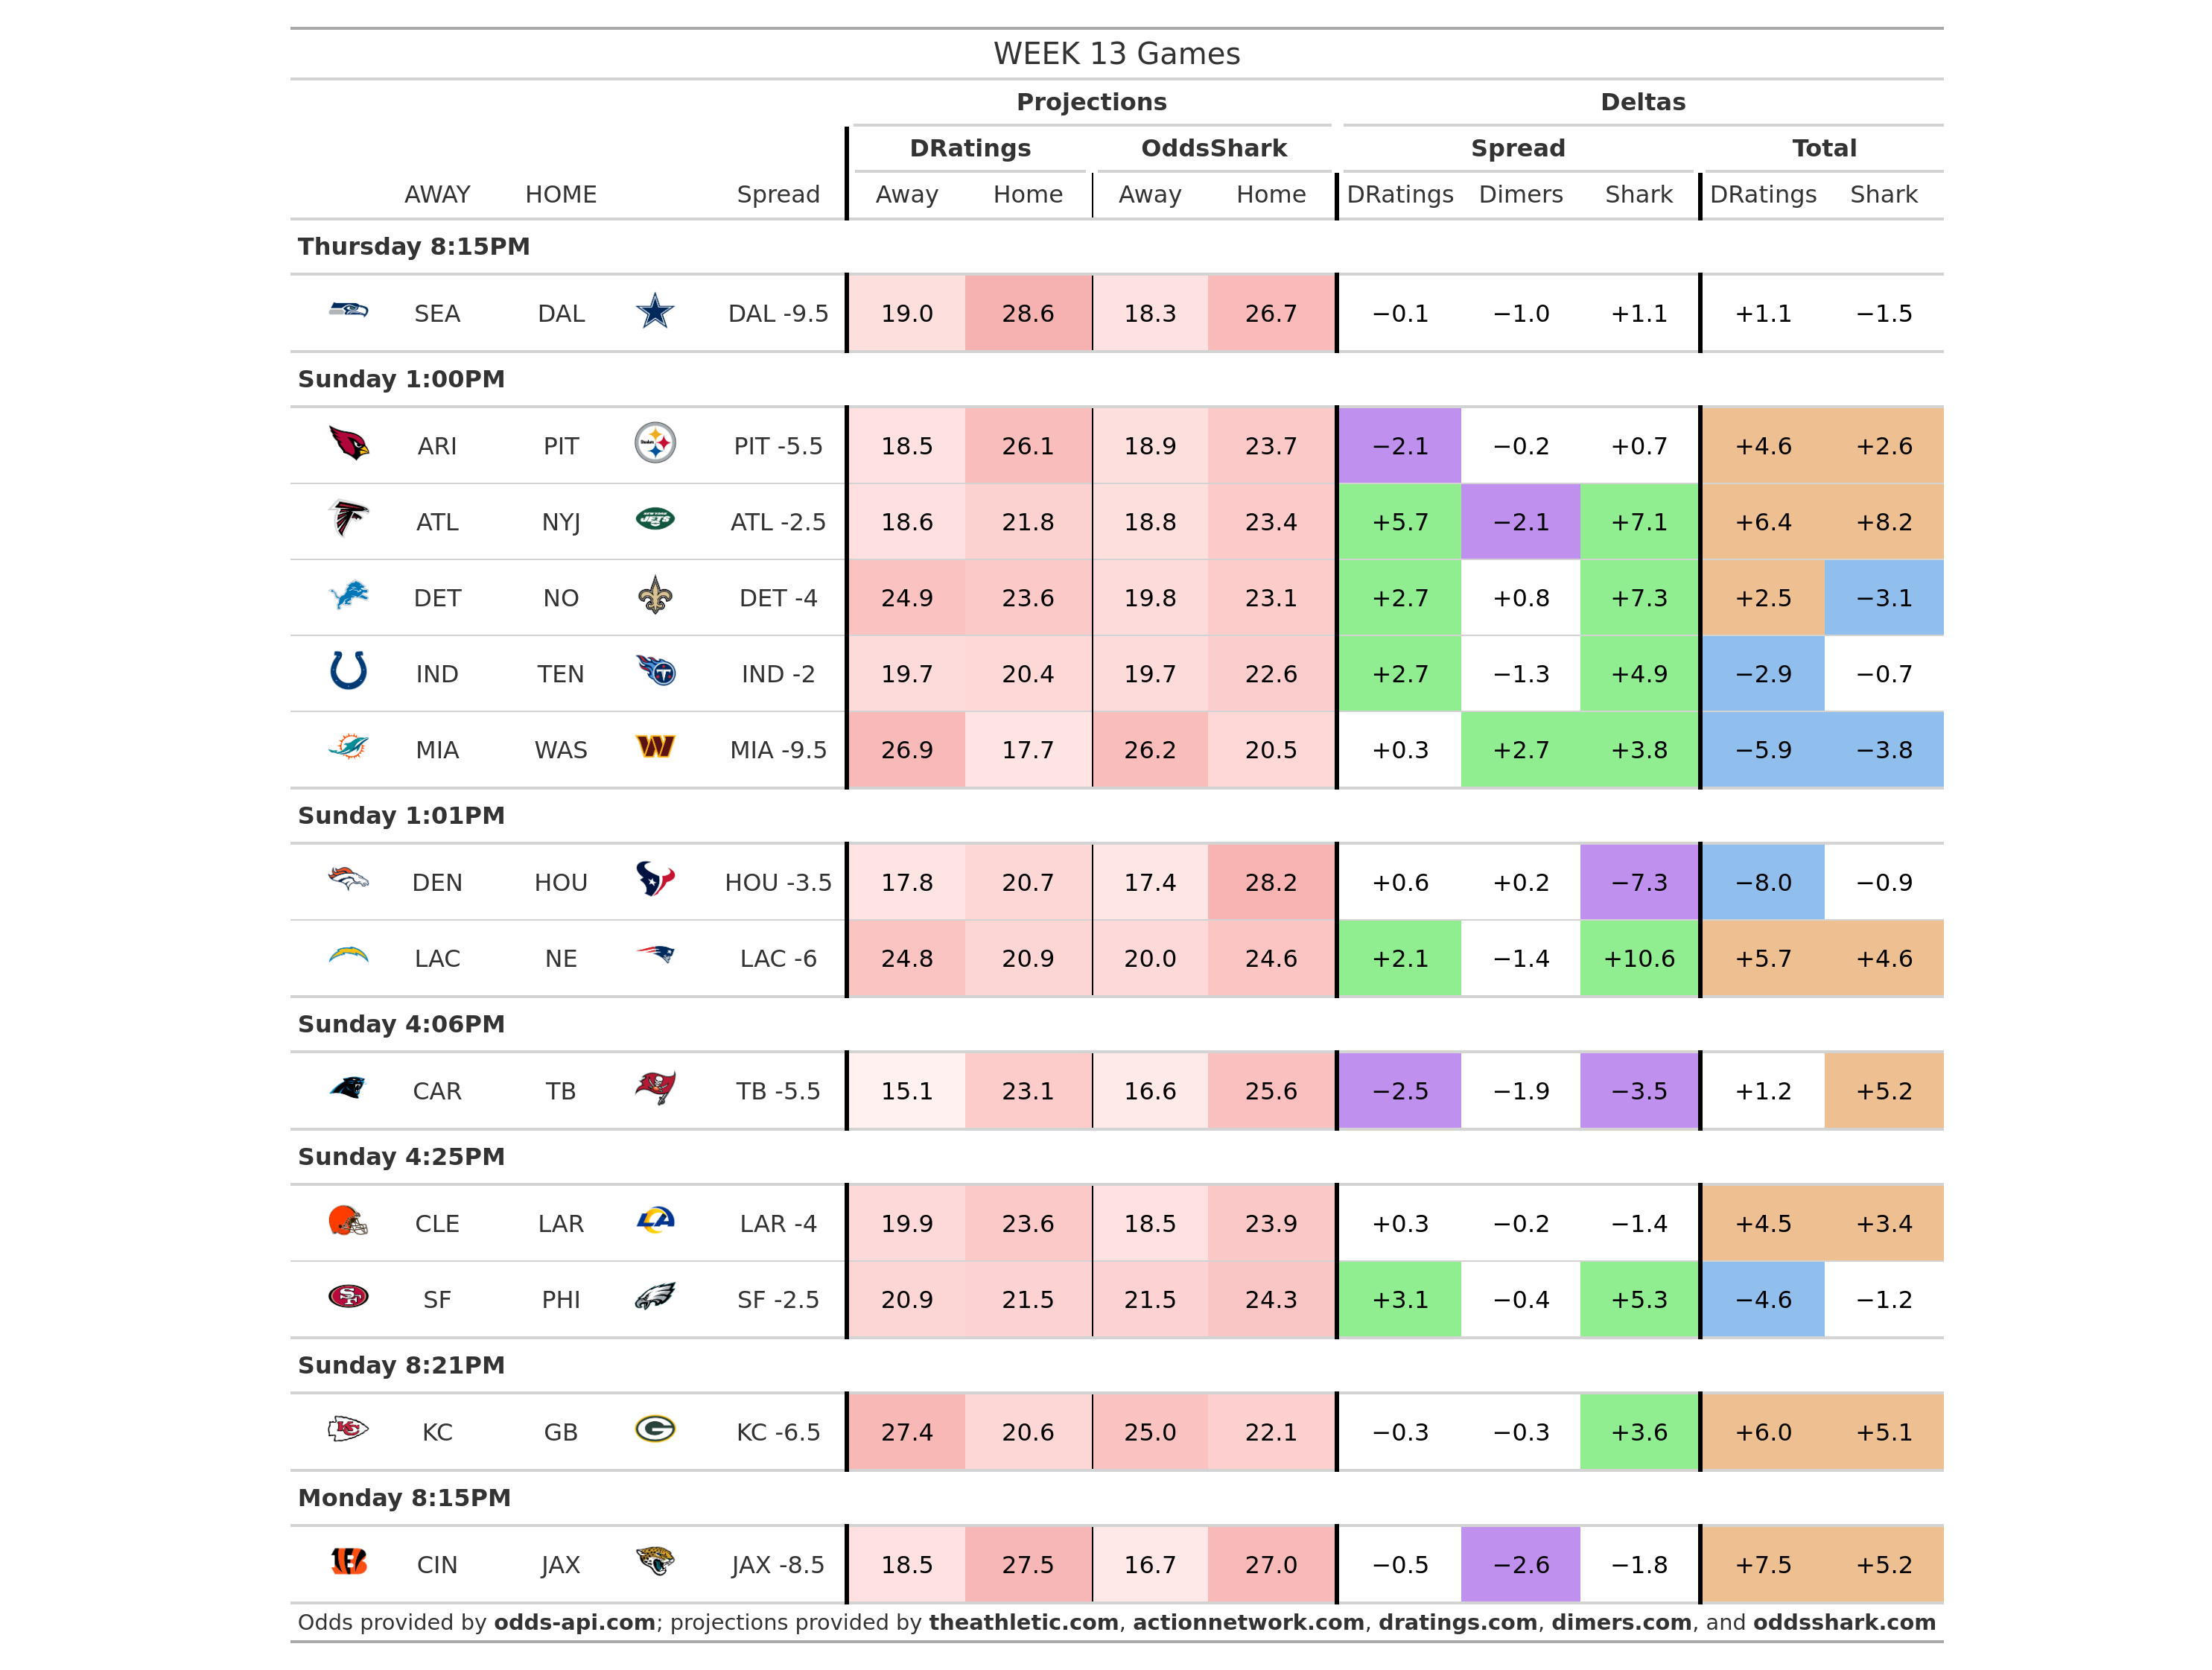 WEEK 13 Games
Projections Deltas
DRatings OddsShark Spread Total
AWAY HOME Spread Away Home Away Home DRatings Dimers Shark DRatings Shark
Thursday 8:15PM
SEA DAL DAL -9.5 19.0 28.6 18.3 26.7 −0.1 −1.0 +1.1 +1.1 −1.5
Sunday 1:00PM
ARI PIT PIT -5.5 18.5 26.1 18.9 23.7 −2.1 −0.2 +0.7 +4.6 +2.6
ATL NYJ ATL -2.5 18.6 21.8 18.8 23.4 +5.7 −2.1 +7.1 +6.4 +8.2
DET NO DET -4 24.9 23.6 19.8 23.1 +2.7 +0.8 +7.3 +2.5 −3.1
IND TEN IND -2 19.7 20.4 19.7 22.6 +2.7 −1.3 +4.9 −2.9 −0.7
MIA WAS MIA -9.5 26.9 17.7 26.2 20.5 +0.3 +2.7 +3.8 −5.9 −3.8
Sunday 1:01PM
DEN HOU HOU -3.5 17.8 20.7 17.4 28.2 +0.6 +0.2 −7.3 −8.0 −0.9
LAC NE LAC -6 24.8 20.9 20.0 24.6 +2.1 −1.4 +10.6 +5.7 +4.6
Sunday 4:06PM
CAR TB TB -5.5 15.1 23.1 16.6 25.6 −2.5 −1.9 −3.5 +1.2 +5.2
Sunday 4:25PM
CLE LAR LAR -4 19.9 23.6 18.5 23.9 +0.3 −0.2 −1.4 +4.5 +3.4
SF PHI SF -2.5 20.9 21.5 21.5 24.3 +3.1 −0.4 +5.3 −4.6 −1.2
Sunday 8:21PM
KC GB KC -6.5 27.4 20.6 25.0 22.1 −0.3 −0.3 +3.6 +6.0 +5.1
Monday 8:15PM
CIN JAX JAX -8.5 18.5 27.5 16.7 27.0 −0.5 −2.6 −1.8 +7.5 +5.2
Odds provided by odds-api.com; projections provided by theathletic.com, actionnetwork.com, dratings.com, dimers.com, and oddsshark.com